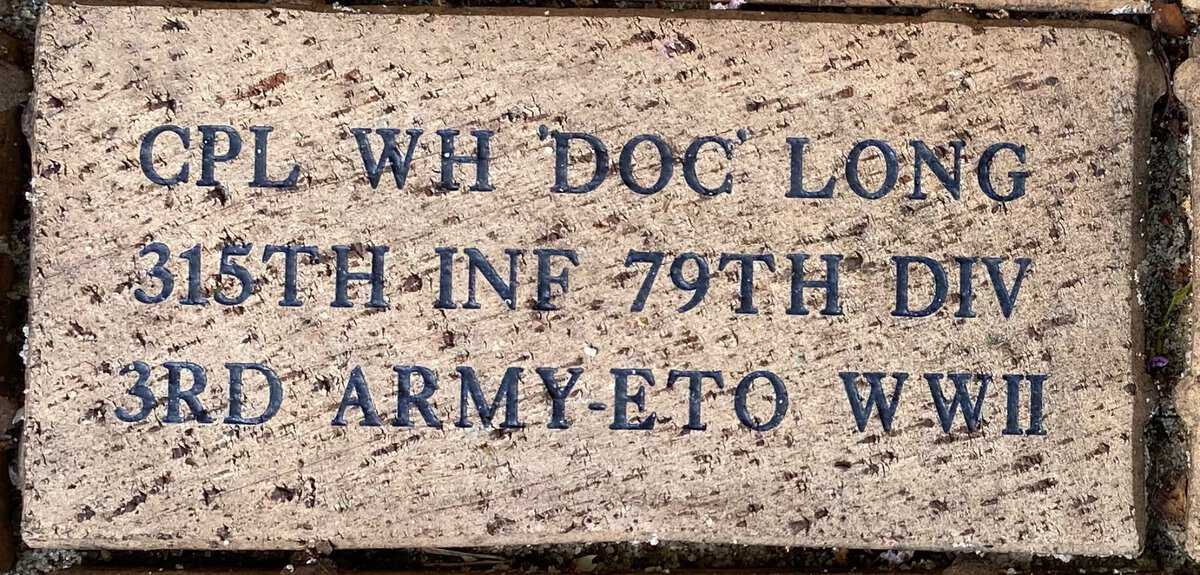 CPL WH 'DOC' LONG
315TH INF 79TH DIV
3RD ARMY-ETO WWII